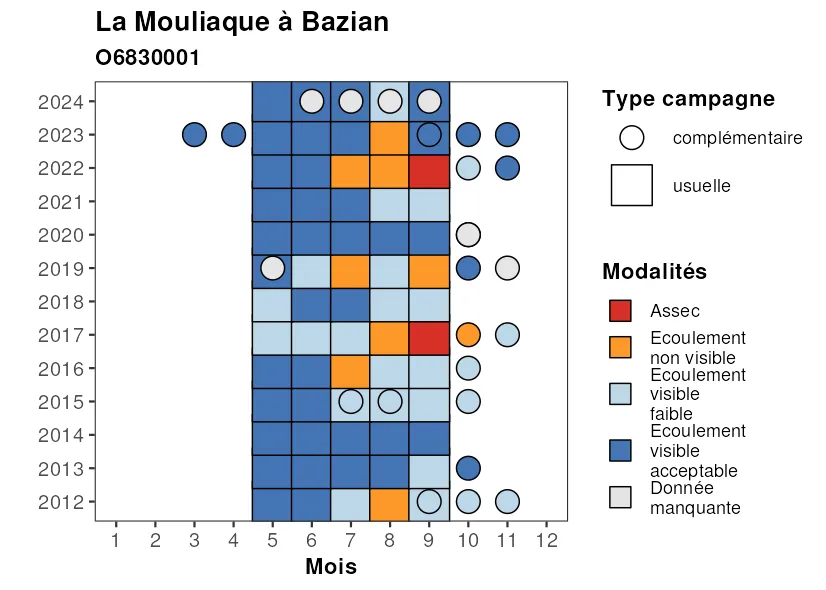 La Mouliaque à Bazian
O6830001
2024
2023
2022
2021
2020
2019
2018
2017
2016
2015
2014
2013
2012
1 2 3 4 5 6 7 8 9 10 11 12
Mois
Type campagne
complémentaire
usuelle
Modalités
Assec
Ecoulement
non visible
Ecoulement
visible
faible
Ecoulement
visible
acceptable
Donnée
manquante